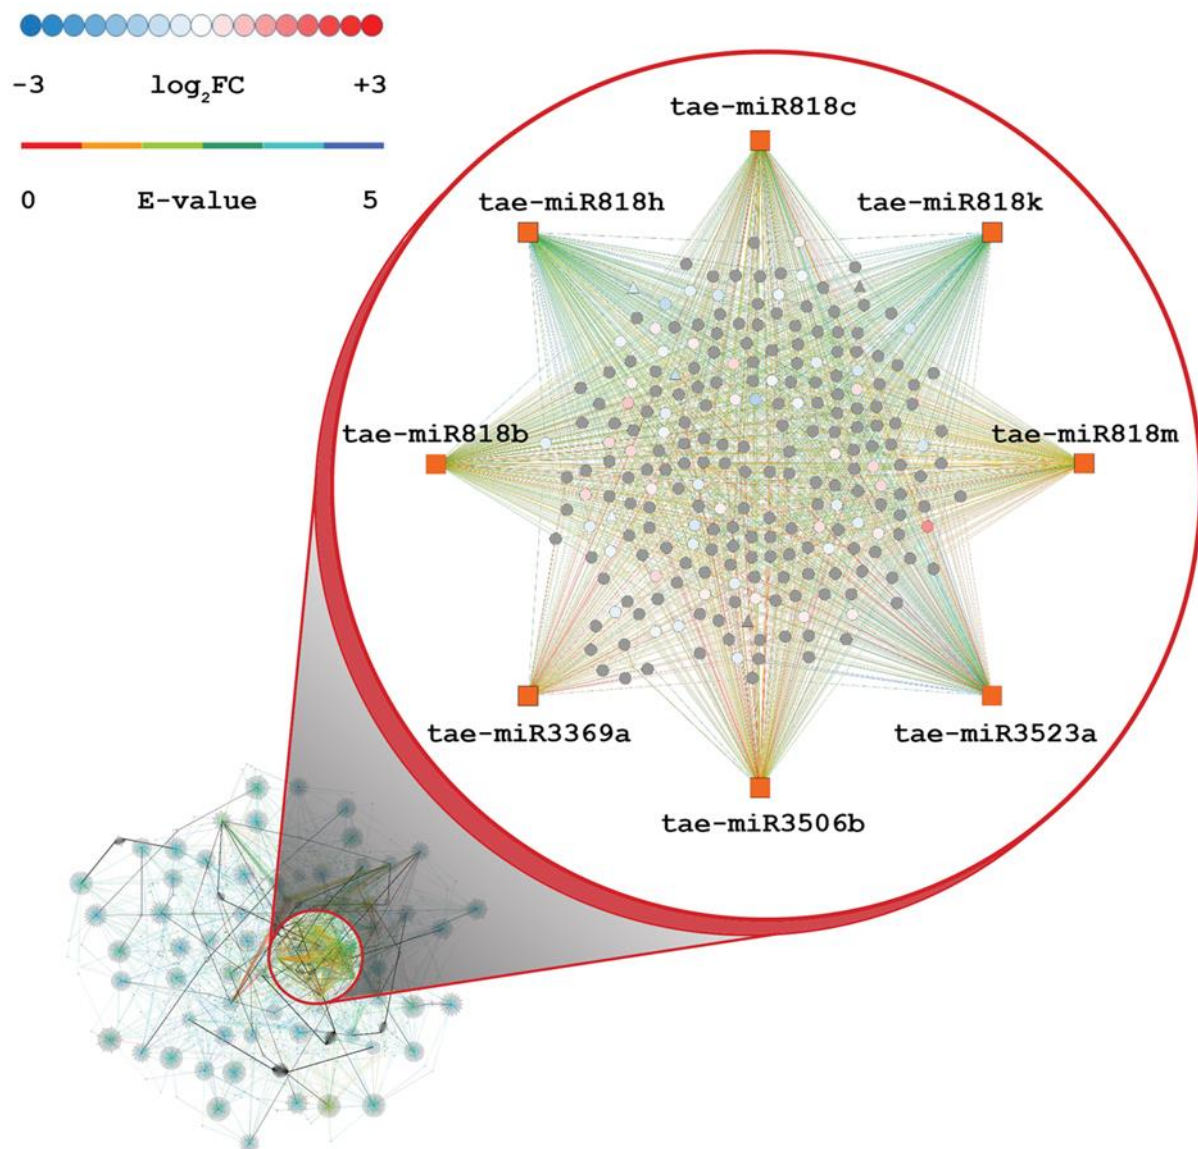 -3 log₂FC +3
0 E-value 5
tae-miR818c
tae-miR818h tae-miR818k
tae-miR818b tae-miR818m
tae-miR3369a tae-miR3523a
tae-miR3506b